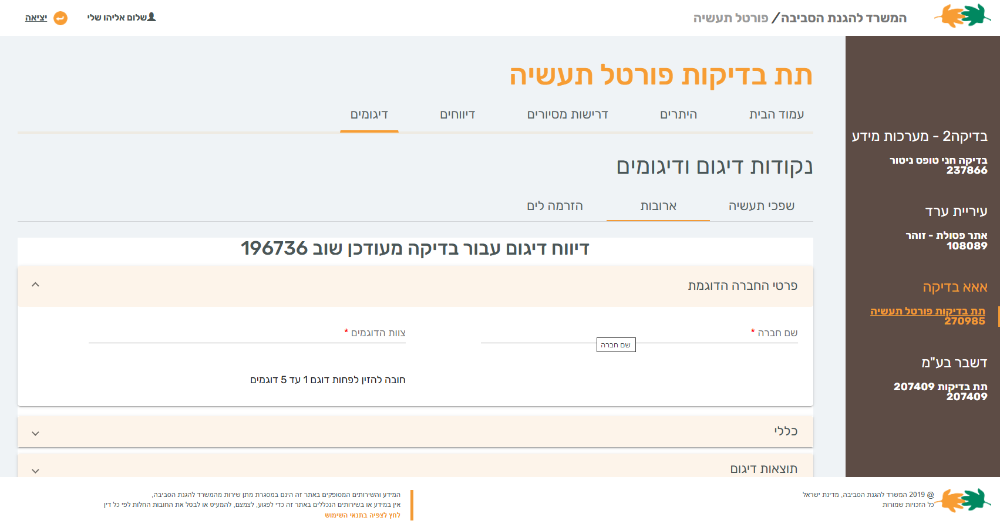 המשרד להגנת הסביבה/ פורטל תעשיה
שלום אליהו שלי
יציאה
בדיקה2 - מערכות מידע
בדיקה חני טופס ניטור
237866
עיריית ערד
אתר פסולת - זוהר
108089
אאא בדיקה
תת בדיקות פורטל תעשיה
270985
דשבר בע"מ
תת בדיקות 207409
207409
תת בדיקות פורטל תעשיה
עמוד הבית
היתרים
דרישות מסיורים
דיווחים
דיגומים
נקודות דיגום ודיגומים
שפכי תעשיה
ארובות
הזרמה לים
דיווח דיגום עבור בדיקה מעודכן שוב 196736
פרטי החברה הדוגמת
שם חברה *
צוות הדוגמים *
שם חברה
חובה להזין לפחות דוגם 1 עד 5 דוגמים
כללי
תוצאות דיגום
@ 2019 המשרד להגנת הסביבה, מדינת ישראל
כל הזכויות שמורות
המידע והשירותים המסופקים באתר זה הינם במסגרת מתן שירות מהמשרד להגנת הסביבה,
אין במידע או בשירותים הנכללים באתר זה כדי לפגוע, לצמצם, להמעיט או לבטל את החובות החלות לפי כל דין
לחץ לצפיה בתנאי השימוש